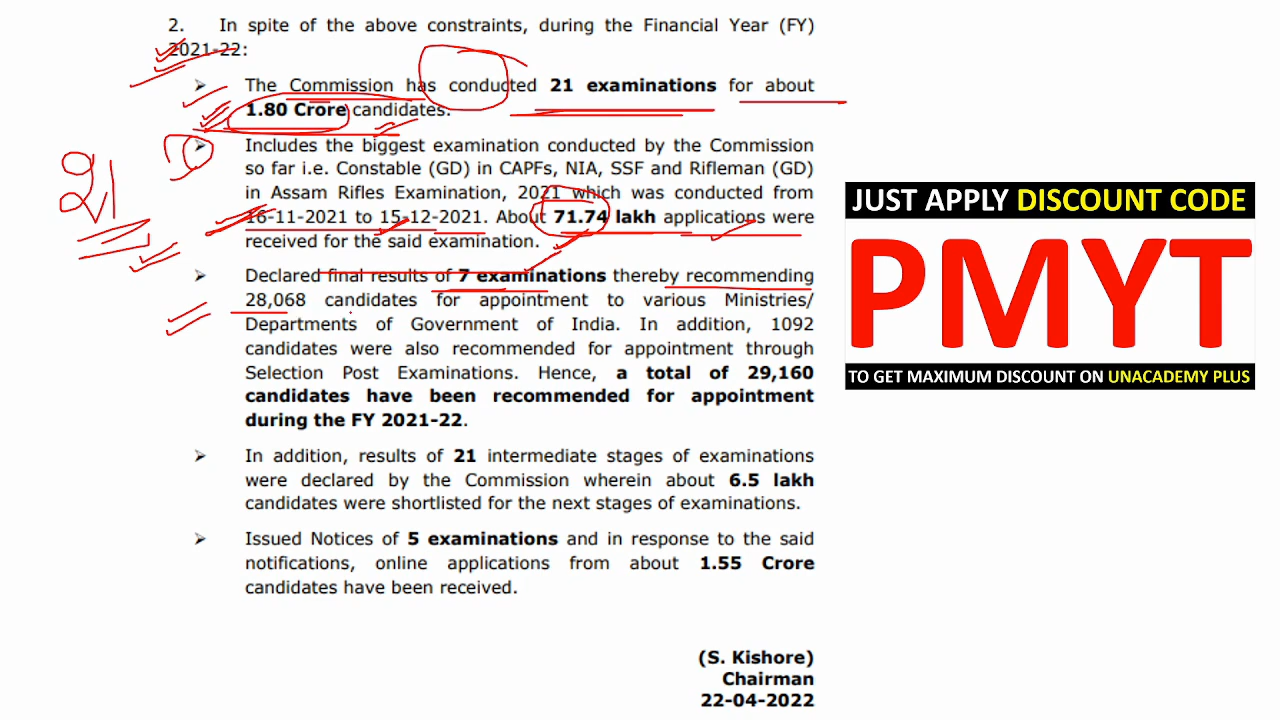 2. In spite of the above constraints, during the Financial Year (FY)
2021-22:
The Commission has conducted 21 examinations for about
1.80 Crore candidates.
Includes the biggest examination conducted by the Commission
so far i.e. Constable (GD) in CAPFs, NIA, SSF and Rifleman (GD)
in Assam Rifles Examination, 2021 which was conducted from
16-11-2021 to 15-12-2021. About 71.74 lakh applications were
received for the said examination.
Declared final results of 7 examinations thereby recommending
28,068 candidates for appointment to various Ministries/
Departments of Government of India. In addition, 1092
candidates were also recommended for appointment through
Selection Post Examinations. Hence, a total of 29,160
candidates have been recommended for appointment
during the FY 2021-22.
In addition, results of 21 intermediate stages of examinations
were declared by the Commission wherein about 6.5 lakh
candidates were shortlisted for the next stages of examinations.
Issued Notices of 5 examinations and in response to the said
notifications, online applications from about 1.55 Crore
candidates have been received.
(S. Kishore)
Chairman
22-04-2022
21
JUST APPLY DISCOUNT CODE
PMYT
TO GET MAXIMUM DISCOUNT ON UNACADEMY PLUS